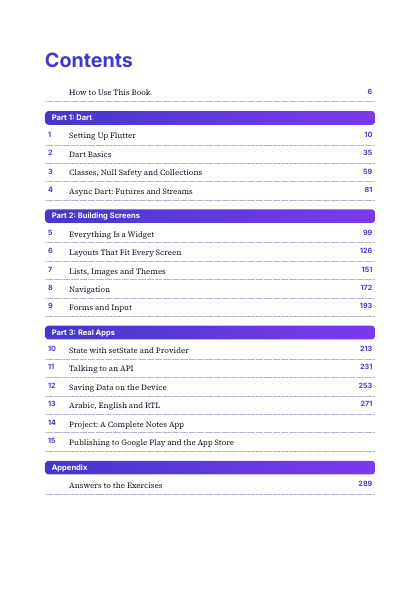 Contents
How to Use This Book 6
Part 1: Dart
1 Setting Up Flutter 10
2 Dart Basics 35
3 Classes, Null Safety and Collections 59
4 Async Dart: Futures and Streams 81
Part 2: Building Screens
5 Everything Is a Widget 99
6 Layouts That Fit Every Screen 126
7 Lists, Images and Themes 151
8 Navigation 172
9 Forms and Input 193
Part 3: Real Apps
10 State with setState and Provider 213
11 Talking to an API 231
12 Saving Data on the Device 253
13 Arabic, English and RTL 271
14 Project: A Complete Notes App
15 Publishing to Google Play and the App Store
Appendix
Answers to the Exercises 289